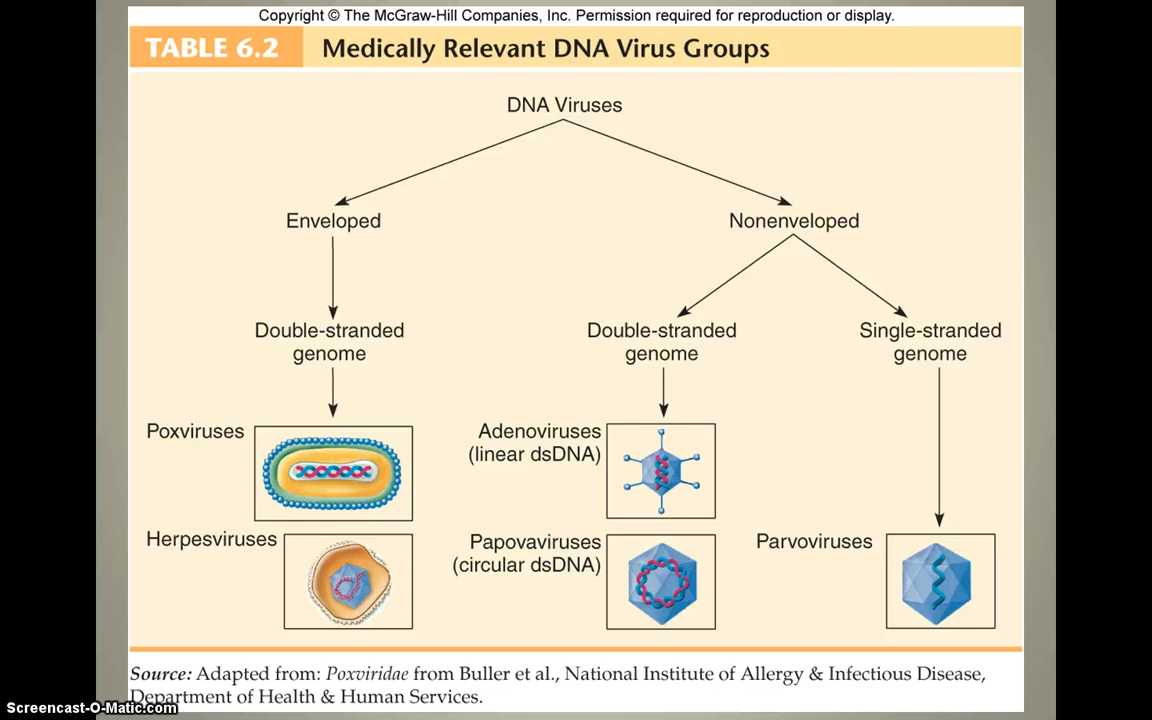 Copyright © The McGraw-Hill Companies, Inc. Permission required for reproduction or display.
TABLE 6.2 Medically Relevant DNA Virus Groups
DNA Viruses
Enveloped
Nonenveloped
Double-stranded
genome
Double-stranded
genome
Single-stranded
genome
Poxviruses
Adenoviruses
(linear dsDNA)
Herpesviruses
Papovaviruses
(circular dsDNA)
Parvoviruses
Source: Adapted from: Poxviridae from Buller et al., National Institute of Allergy & Infectious Disease,
Department of Health & Human Services.
Screencast-O-Matic.com